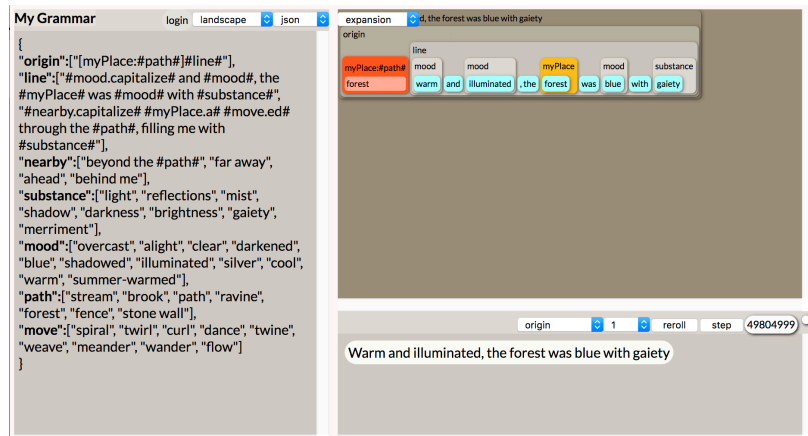 My Grammar login landscape json
{
"origin":["[myPlace:#path#]#line#"],
"line":["#mood.capitalize# and #mood#, the
#myPlace# was #mood# with #substance#",
"#nearby.capitalize# #myPlace.a# #move.ed#
through the #path#, filling me with
#substance#"],
"nearby":["beyond the #path#", "far away",
"ahead", "behind me"],
"substance":["light", "reflections", "mist",
"shadow", "darkness", "brightness", "gaiety",
"merriment"],
"mood":["overcast", "alight", "clear", "darkened",
"blue", "shadowed", "illuminated", "silver", "cool",
"warm", "summer-warmed"],
"path":["stream", "brook", "path", "ravine",
"forest", "fence", "stone wall"],
"move":["spiral", "twirl", "curl", "dance", "twine",
"weave", "meander", "wander", "flow"]
}
expansion d, the forest was blue with gaiety
origin
line
myPlace:#path# mood mood myPlace mood substance
forest warm and illuminated , the forest was blue with gaiety
origin 1 reroll step 49804999
Warm and illuminated, the forest was blue with gaiety